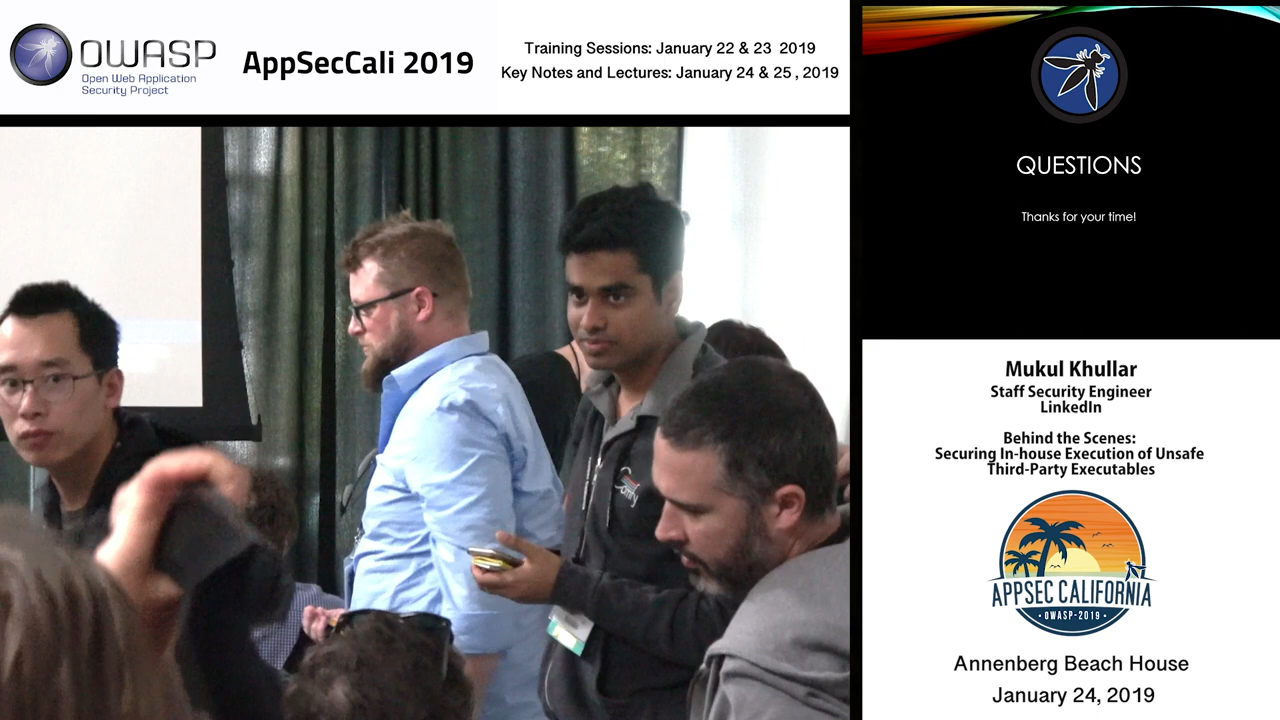 OWASP
Open Web Application
Security Project
AppSecCali 2019
Training Sessions: January 22 & 23 2019
Key Notes and Lectures: January 24 & 25 , 2019
QUESTIONS
Thanks for your time!
Mukul Khullar
Staff Security Engineer
LinkedIn
Behind the Scenes:
Securing In-house Execution of Unsafe
Third-Party Executables
APPSEC CALIFORNIA
• OWASP-2019 •
Annenberg Beach House
January 24, 2019